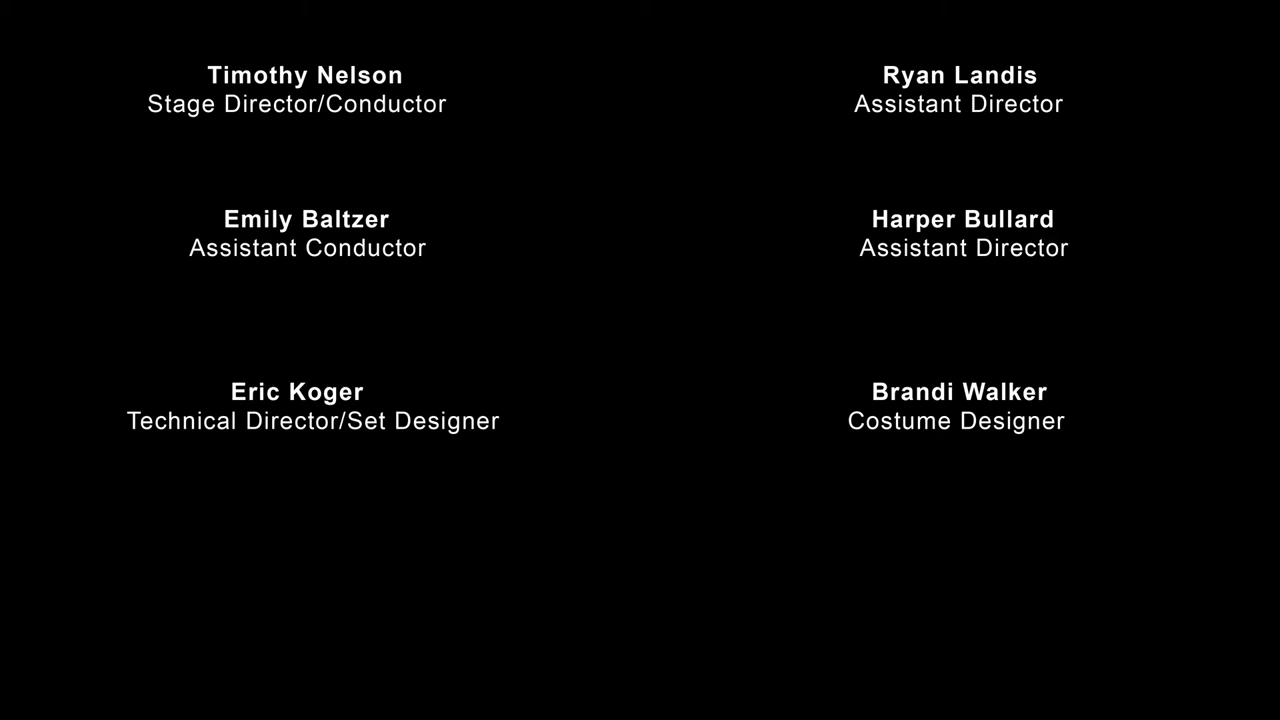 Timothy Nelson
Stage Director/Conductor
Ryan Landis
Assistant Director
Emily Baltzer
Assistant Conductor
Harper Bullard
Assistant Director
Eric Koger
Technical Director/Set Designer
Brandi Walker
Costume Designer